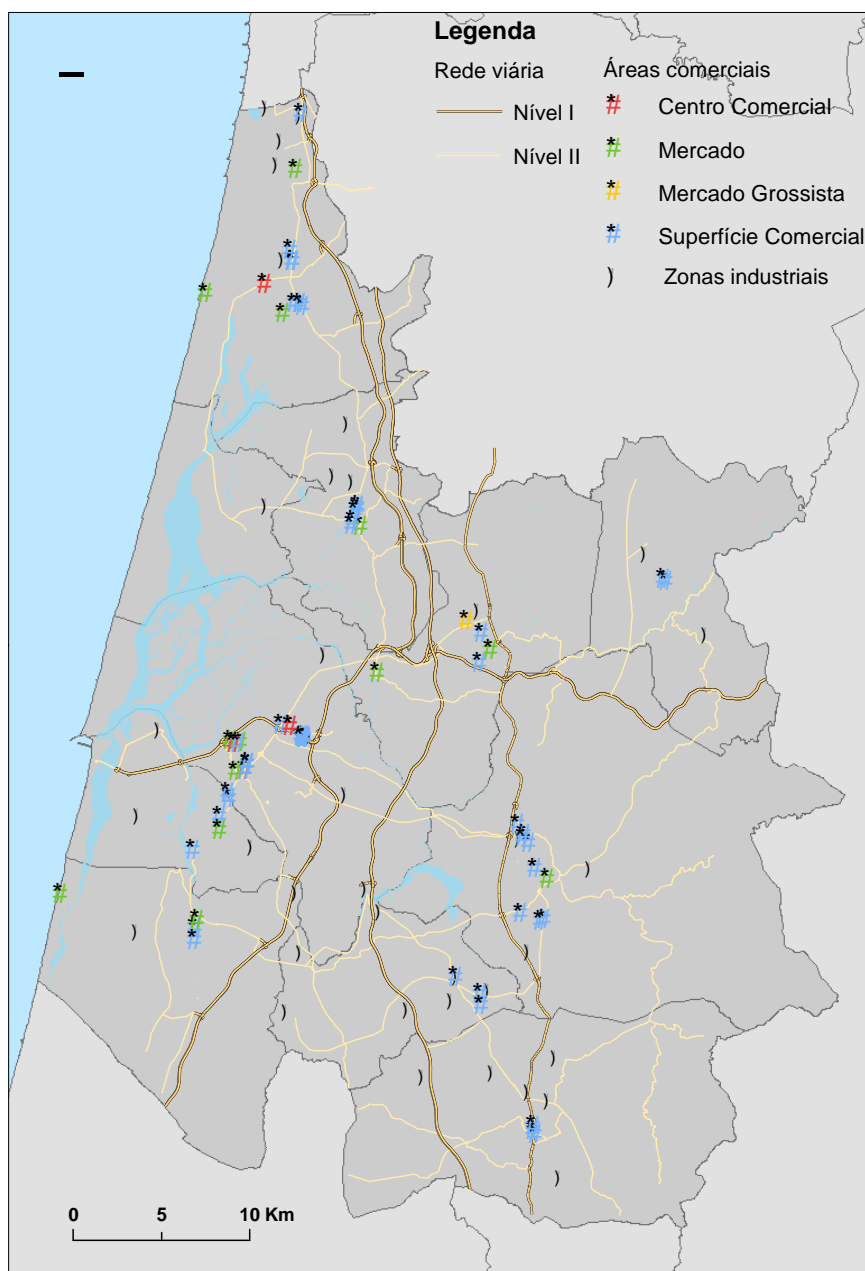 Legenda
Rede viária
Nível I
Nível II
Áreas comerciais
Centro Comercial
Mercado
Mercado Grossista
Superfície Comercial
Zonas industriais
0 5 10 Km